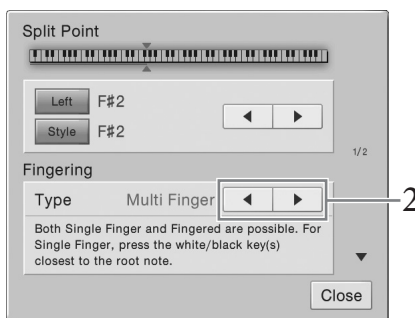 Split Point
Left F♯2
Style F♯2
1/2
Fingering
Type Multi Finger
2
Both Single Finger and Fingered are possible. For
Single Finger, press the white/black key(s)
closest to the root note.
Close